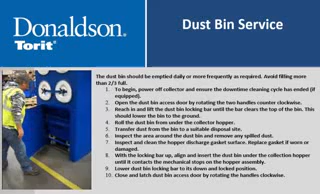 Donaldson
Torit
Dust Bin Service
The dust bin should be emptied daily or more frequently as required. Avoid filling more
than 2/3 full.
1. To begin, power off collector and ensure the downtime cleaning cycle has ended (if
equipped).
2. Open the dust bin access door by rotating the two handles counter clockwise.
3. Reach in and lift the dust bin locking bar until the bar clears the top of the bin. This
should lower the bin to the ground.
4. Roll the dust bin from under the collector hopper.
5. Transfer dust from the bin to a suitable disposal site.
6. Inspect the area around the dust bin and remove any spilled dust.
7. Inspect and clean the hopper discharge gasket surface. Replace gasket if worn or
damaged.
8. With the locking bar up, align and insert the dust bin under the collection hopper
until it contacts the mechanical stops on the hopper assembly.
9. Lower dust bin locking bar to its down and locked position.
10. Close and latch dust bin access door by rotating the handles clockwise.